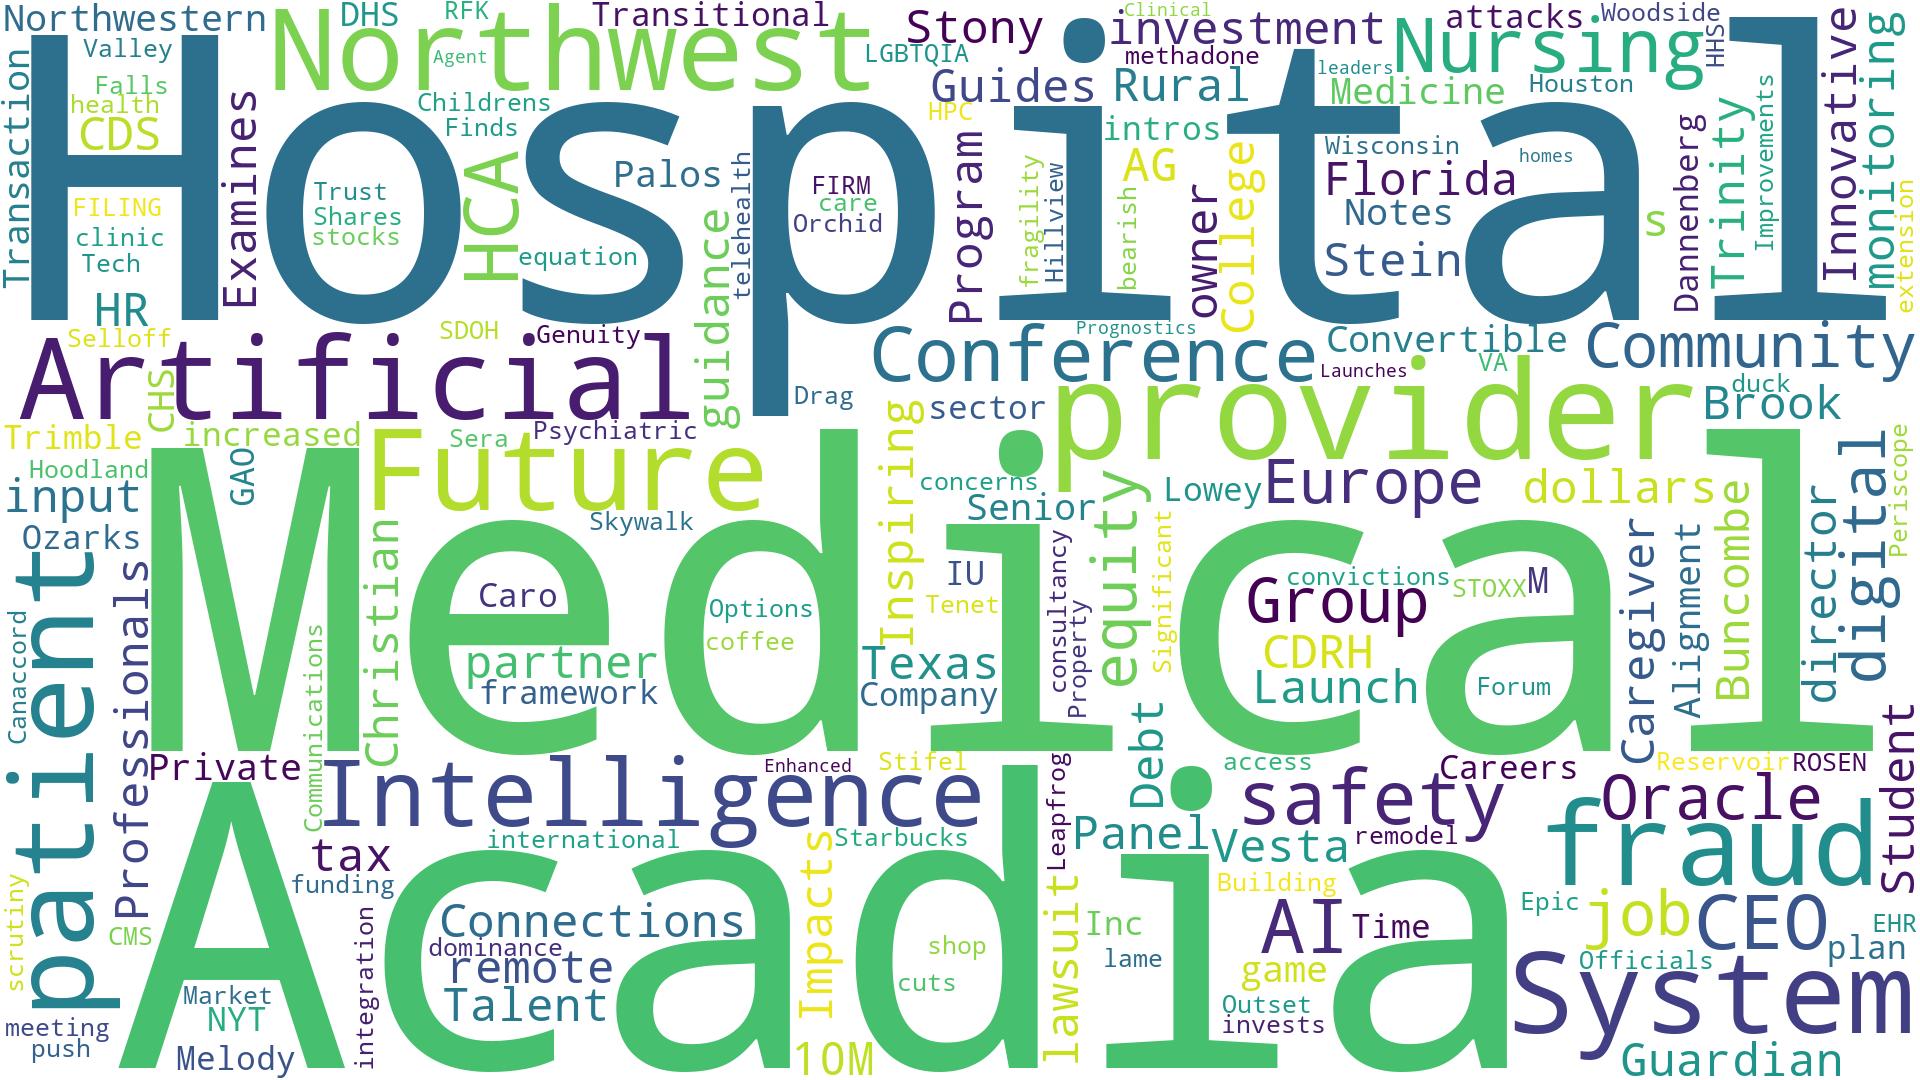 Northwestern
DHS
RFK
Transitional
Stony
Clinical
investment
attacks
Woodside
Valley
Northwest
Agent
LGBTQIA
methadone
leaders
Nursing
HHS
Innovative
monitoring
Transaction
Falls
health
CDS
Examines
Childrens
Finds
Guides
Rural
Medicine
Houston
HPC
intros
Hospital
Trust
Shares
stocks
HCA
Palos
telehealth
FIRM
care
Orchid
Program
fragility
Hillview
bearish
AG
owner
College
Wisconsin
homes
Florida
Notes
Stein
s
Dannenberg
Trinity
Improvements
extension
FILING
clinic
Tech
HR
equation
guidance
Selloff
SDOH
Genuity
Prognostics
Conference
Convertible
Community
Artificial
CHS
Drag
Launches
VA
duck
provider
sector
Brook
Trimble
increased
Sera
Psychiatric
Hoodland
GAO
Future
Inspiring
concerns
Senior
equity
Lowey
Europe
dollars
Periscope
input
Ozarks
Skywalk
Significant
Buncombe
director
digital
Medical
patient
Professionals
Christian
Caro
Options
coffee
IU
Tenet
consultancy
Property
convictions
STOXX
M
Group
CDRH
Caregiver
Alignment
Canaccord
Communications
partner
framework
Texas
Company
Launch
Forum
Debt
Student
Private
Intelligence
Enhanced
Stifel
Leapfrog
access
Careers
Reservoir
ROSEN
safety
Oracle
international
Starbucks
Panel
Vesta
remodel
fraud
tax
funding
Impacts
Building
Acadia
scrutiny
CMS
integration
Connections
dominance
remote
Talent
shop
cuts
lawsuit
Inc
lame
AI
Time
game
Epic
job
CEO
EHR
plan
Officials
System
Market
NYT
Melody
meeting
push
10M
Outset
invests
Guardian